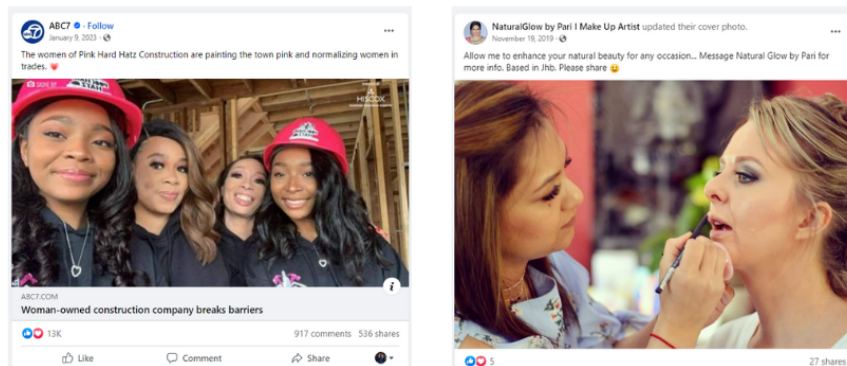 ABC7 · Follow
January 9, 2023 ·
The women of Pink Hard Hatz Construction are painting the town pink and normalizing women in
trades.
HISCOX
ABC7.COM
Woman-owned construction company breaks barriers
13K
917 comments 536 shares
Like Comment Share
NaturalGlow by Pari I Make Up Artist updated their cover photo.
November 19, 2019 ·
Allow me to enhance your natural beauty for any occasion... Message Natural Glow by Pari for
more info. Based in Jhb. Please share
5
27 shares